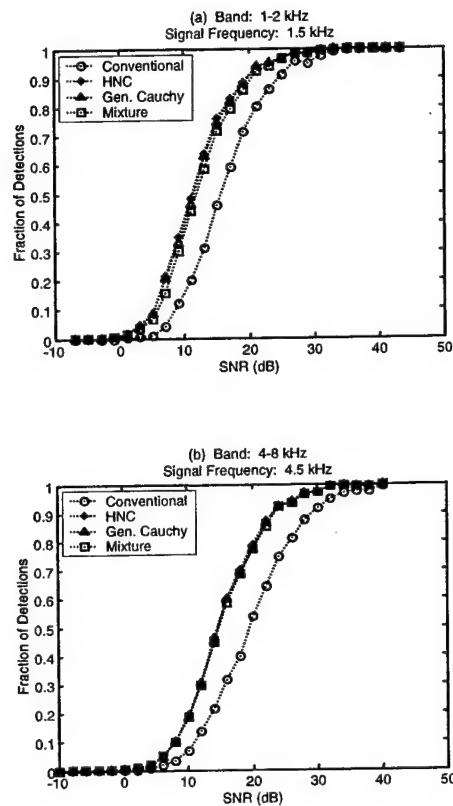 (a) Band: 1-2 kHz
Signal Frequency: 1.5 kHz
1
0.9
0.8
0.7
0.6
0.5
0.4
0.3
0.2
0.1
0
Fraction of Detections
Conventional
HNC
Gen. Cauchy
Mixture
-10 0 10 20 30 40 50
SNR (dB)
(b) Band: 4-8 kHz
Signal Frequency: 4.5 kHz
1
0.9
0.8
0.7
0.6
0.5
0.4
0.3
0.2
0.1
0
Fraction of Detections
Conventional
HNC
Gen. Cauchy
Mixture
-10 0 10 20 30 40 50
SNR (dB)